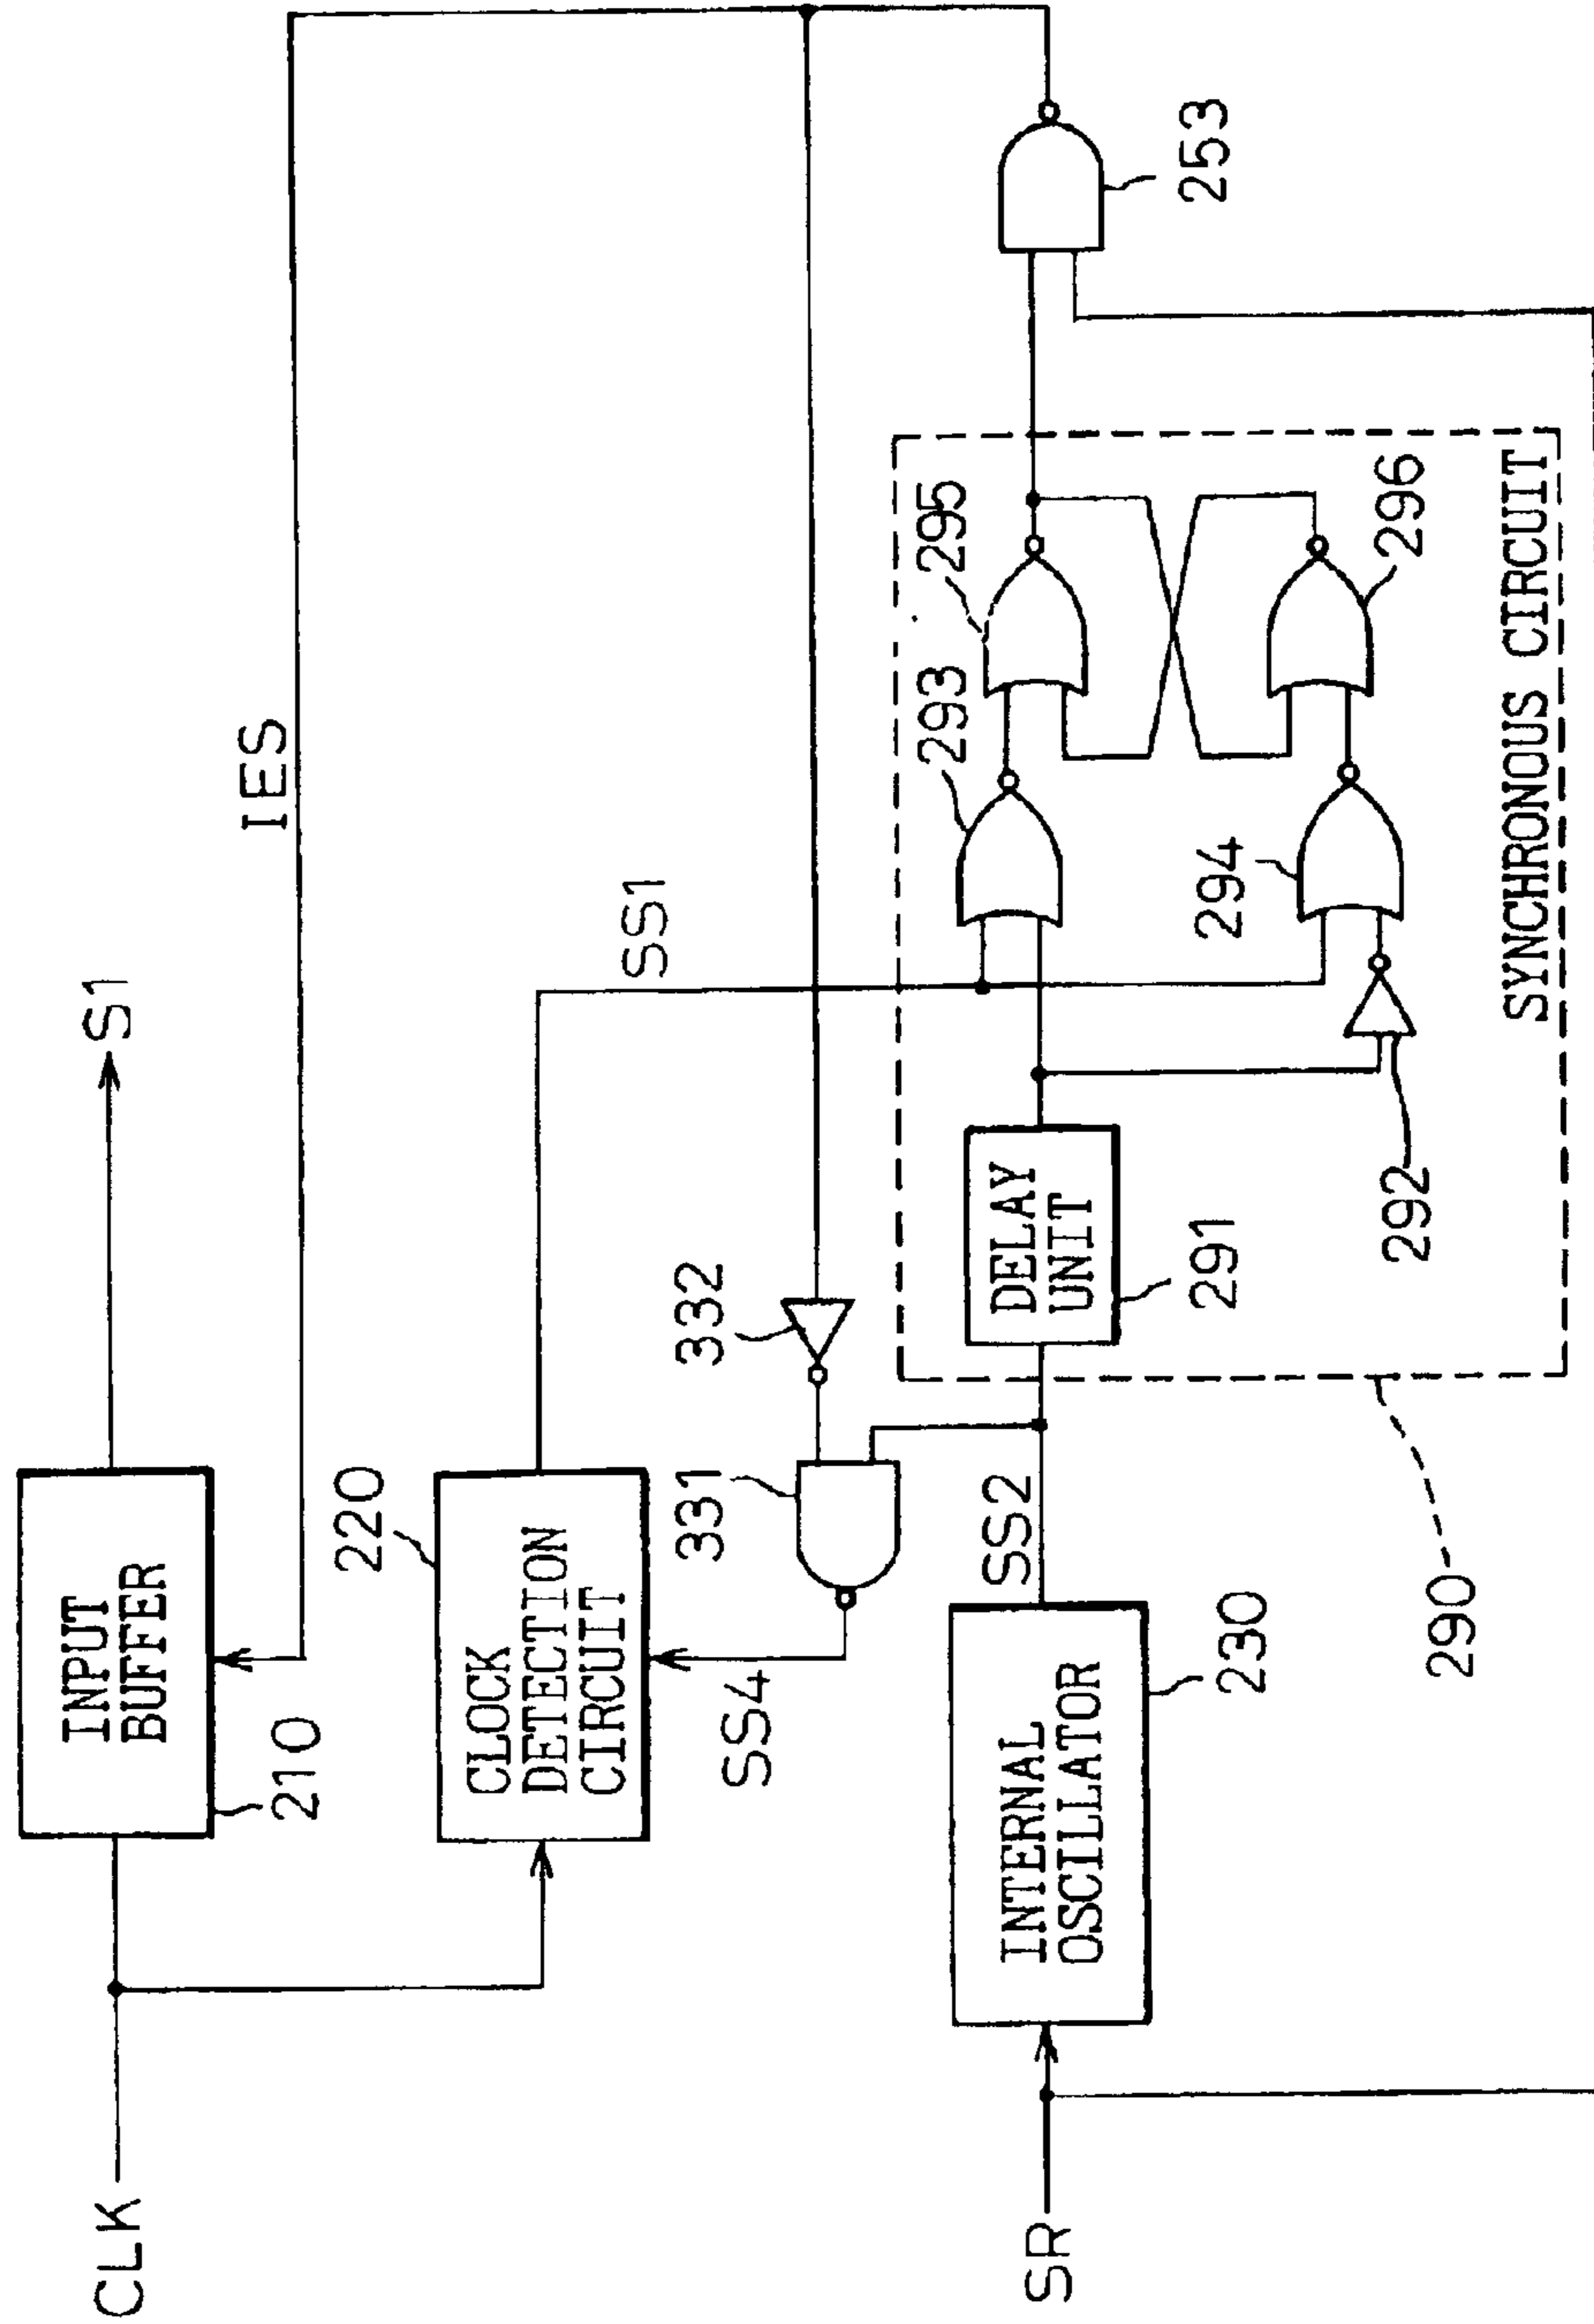 CLK
INPUT
BUFFER
210
S1
IES
CLOCK
DETECTION
CIRCUIT
220
SS1
SS4
331
332
SR
INTERNAL
OSCILLATOR
230
SS2
290
DELAY
UNIT
291
292
293
294
295
296
SYNCHRONOUS CIRCUIT
253